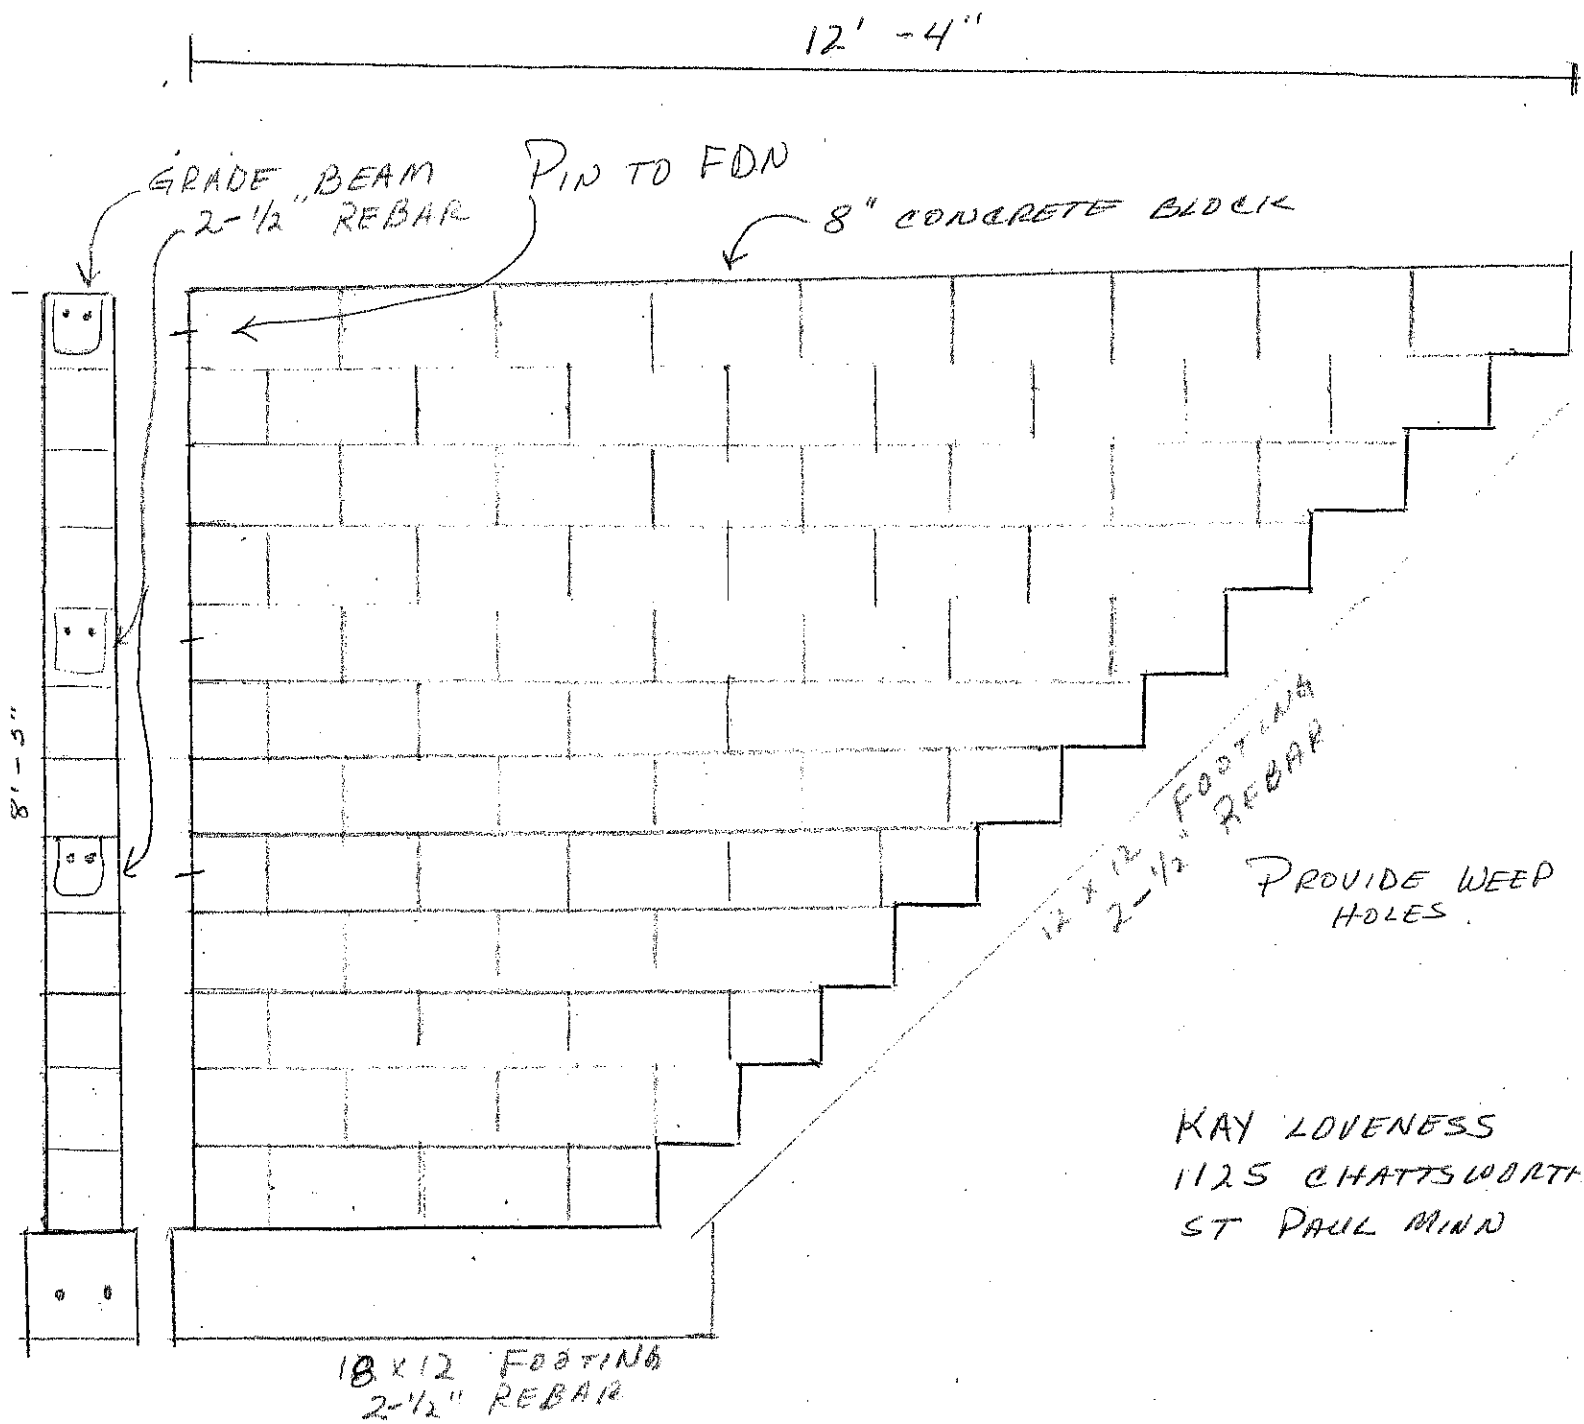 12' -4"
GRADE BEAM
2-1/2" REBAR
PIN TO FDN
8" CONCRETE BLOCK
8'-5"
12 x 12 FOOTING
2-1/2" REBAR
PROVIDE WEEP
HOLES.
KAY LOVENESS
1125 CHATTSWORTH
ST PAUL MINN
18 x 12 FOOTING
2-1/2" REBAR